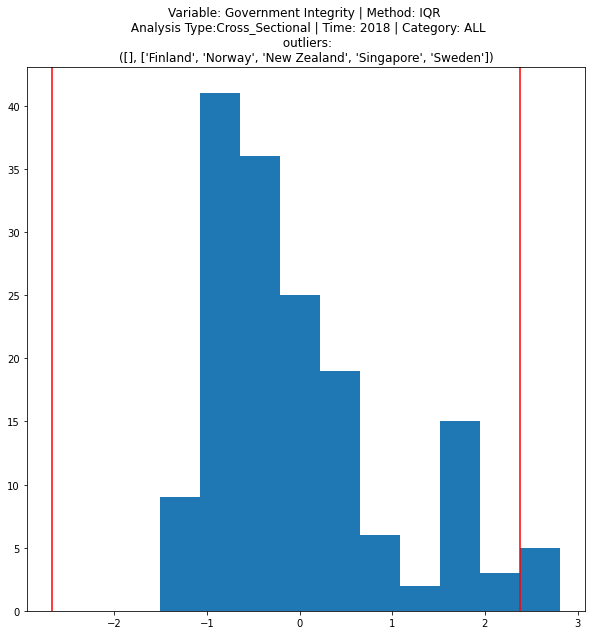 Variable: Government Integrity | Method: IQR
Analysis Type:Cross_Sectional | Time: 2018 | Category: ALL
outliers:
([], ['Finland', 'Norway', 'New Zealand', 'Singapore', 'Sweden'])
40
35
30
25
20
15
10
5
0
−2 −1 0 1 2 3